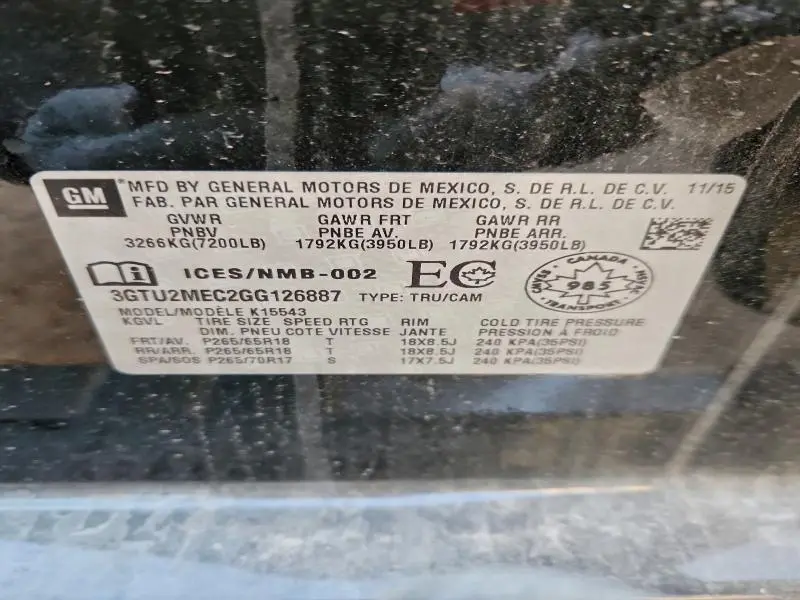 GM
MFD BY GENERAL MOTORS DE MEXICO, S. DE R.L. DE C.V. 11/15
FAB. PAR GENERAL MOTORS DE MEXICO, S. DE R.L. DE C.V.
GVWR GAWR FRT GAWR RR
PNBV PNBE AV. PNBE ARR.
3266KG(7200LB) 1792KG(3950LB) 1792KG(3950LB)
ICES/NMB-002 EC CANADA 985 TRANSPORT
3GTU2MEC2GG126887 TYPE: TRU/CAM
MODEL/MODÈLE K15543
KGVL TIRE SIZE SPEED RTG RIM COLD TIRE PRESSURE
DIM. PNEU COTE VITESSE JANTE PRESSION À FROID
FRT/AV. P265/65R18 T 18X8.5J 240 KPA(35PSI)
RR/ARR. P265/65R18 T 18X8.5J 240 KPA(35PSI)
SPA/SOS P265/70R17 S 17X7.5J 240 KPA(35PSI)